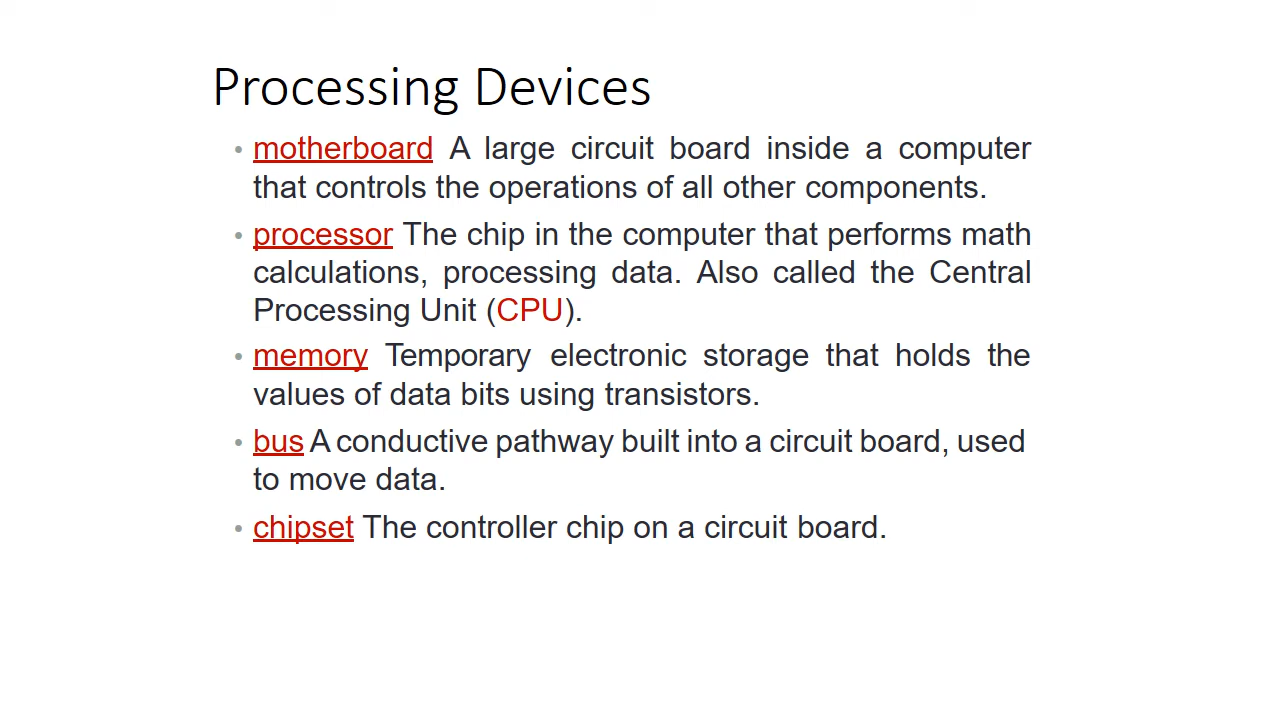 Processing Devices
• motherboard A large circuit board inside a computer
that controls the operations of all other components.
• processor The chip in the computer that performs math
calculations, processing data. Also called the Central
Processing Unit (CPU).
• memory Temporary electronic storage that holds the
values of data bits using transistors.
• bus A conductive pathway built into a circuit board, used
to move data.
• chipset The controller chip on a circuit board.